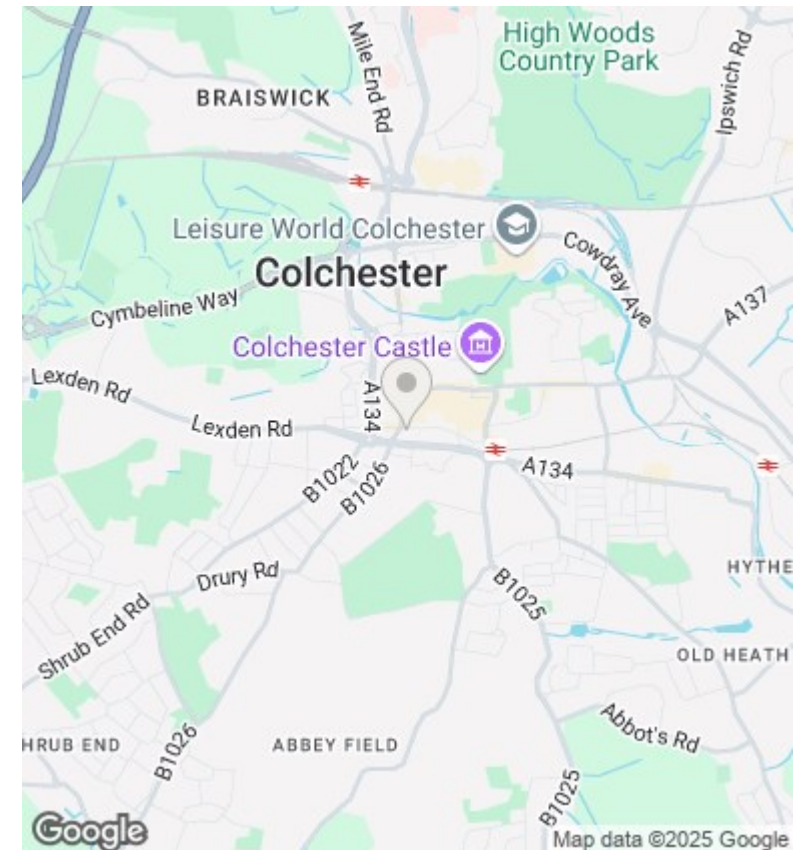 High Woods
Country Park
Mile End Rd
Ipswich Rd
BRAISWICK
Leisure World Colchester
Cowdray Ave
Colchester
Cymbeline Way
A137
Colchester Castle
Lexden Rd
A134
Lexden Rd
B1022
B1026
A134
HYTHE
Drury Rd
B1025
Shrub End Rd
OLD HEATH
Abbot's Rd
HRUB END
B1026
ABBEY FIELD
B1025
Google
Map data ©2025 Google